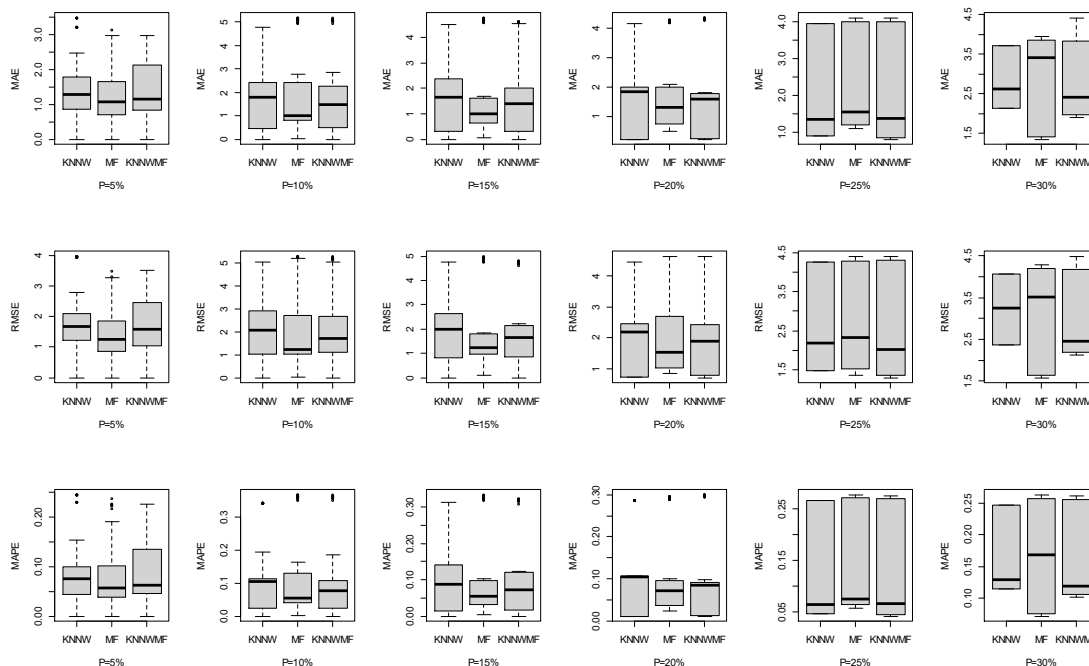 MAE
0.0 1.0 2.0 3.0
KNNW MF KNNWMF
P=5%
MAE
0 1 2 3 4 5
KNNW MF KNNWMF
P=10%
MAE
0 1 2 3 4
KNNW MF KNNWMF
P=15%
MAE
1 2 3 4
KNNW MF KNNWMF
P=20%
MAE
1.0 2.0 3.0 4.0
KNNW MF KNNWMF
P=25%
MAE
1.5 2.5 3.5 4.5
KNNW MF KNNWM
P=30%
RMSE
0 1 2 3 4
KNNW MF KNNWMF
P=5%
RMSE
0 1 2 3 4 5
KNNW MF KNNWMF
P=10%
RMSE
0 1 2 3 4
KNNW MF KNNWMF
P=15%
RMSE
1 2 3 4
KNNW MF KNNWMF
P=20%
RMSE
1.5 2.5 3.5 4.5
KNNW MF KNNWMF
P=25%
RMSE
1.5 2.5 3.5 4.5
KNNW MF KNNWM
P=30%
MAPE
0.00 0.10 0.20
KNNW MF KNNWMF
P=5%
MAPE
0.0 0.1 0.2 0.3
KNNW MF KNNWMF
P=10%
MAPE
0.00 0.10 0.20 0.30
KNNW MF KNNWMF
P=15%
MAPE
0.00 0.10 0.20 0.30
KNNW MF KNNWMF
P=20%
MAPE
0.05 0.15 0.25
KNNW MF KNNWMF
P=25%
MAPE
0.10 0.15 0.20 0.25
KNNW MF KNNWM
P=30%